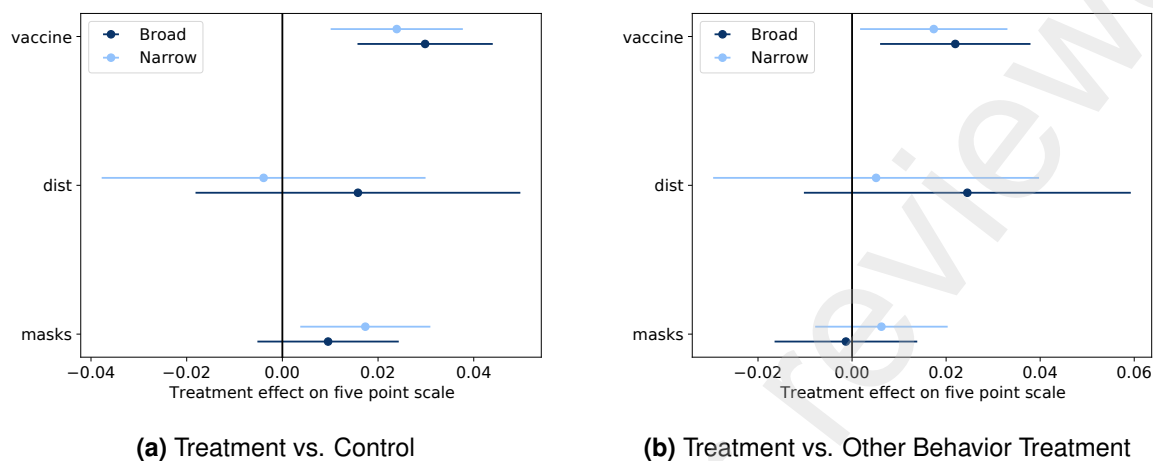 vaccine
dist
masks
Broad
Narrow
−0.04 −0.02 0.00 0.02 0.04
Treatment effect on five point scale
(a) Treatment vs. Control
vaccine
dist
masks
Broad
Narrow
−0.02 0.00 0.02 0.04 0.06
Treatment effect on five point scale
(b) Treatment vs. Other Behavior Treatment
review